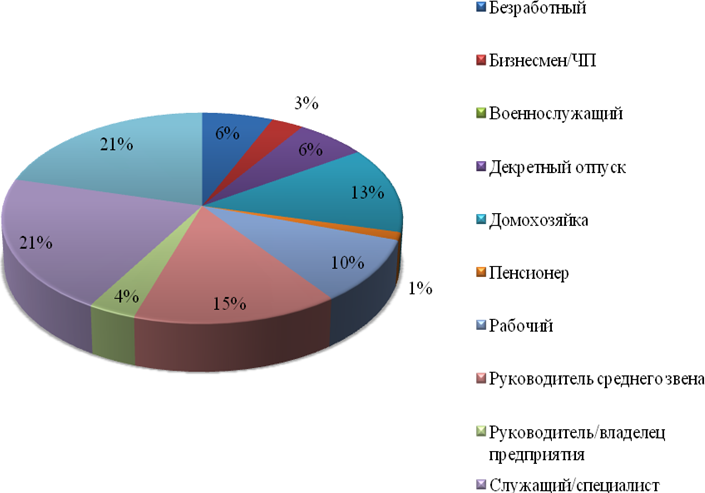 Безработный
Бизнесмен/ЧП
Военнослужащий
Декретный отпуск
Домохозяйка
Пенсионер
Рабочий
Руководитель среднего звена
Руководитель/владелец
предприятия
Служащий/специалист
3%
6%
6%
21%
13%
21%
10%
1%
4%
15%